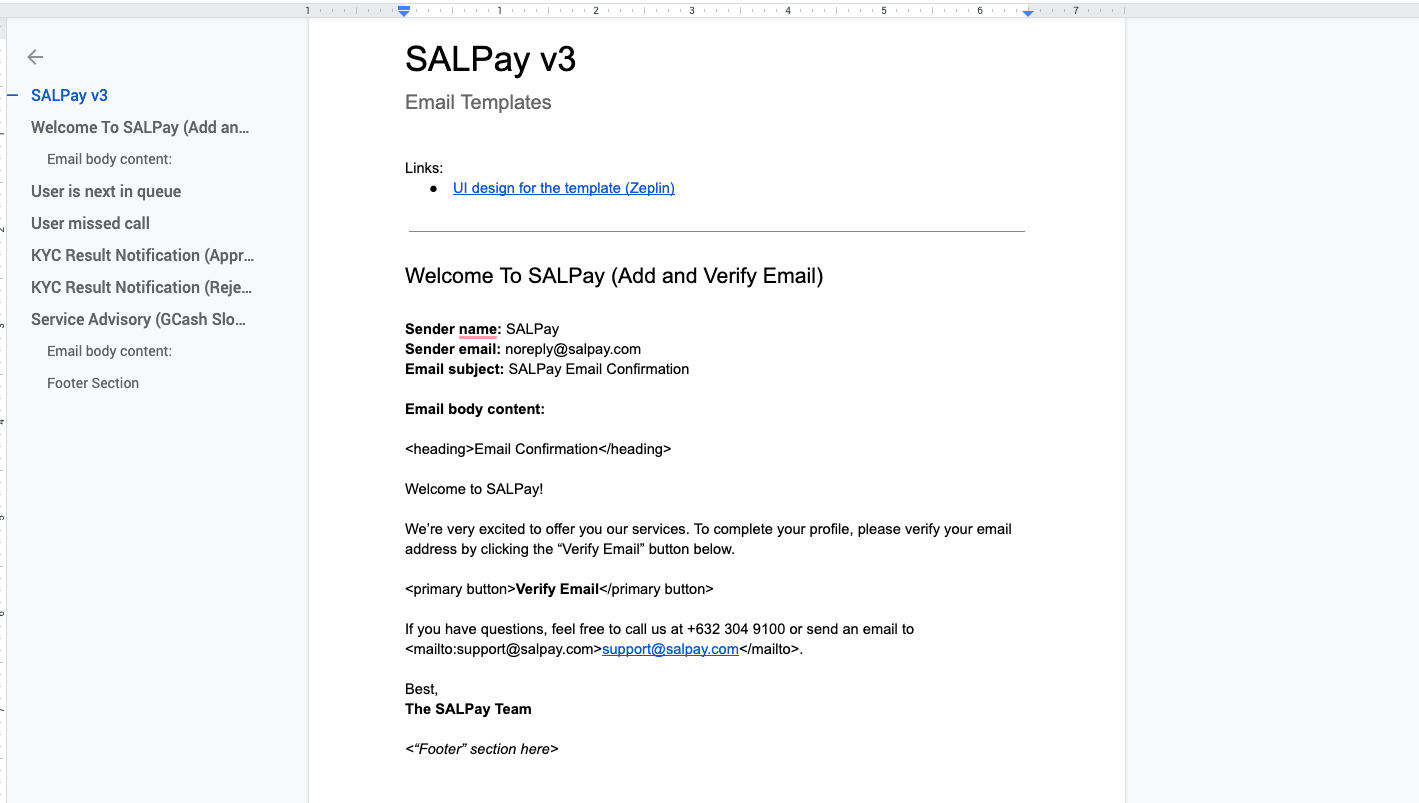 1 1 2 3 4 5 6 7
SALPay v3
Welcome To SALPay (Add an...
Email body content:
User is next in queue
User missed call
KYC Result Notification (Appr...
KYC Result Notification (Reje...
Service Advisory (GCash Slo...
Email body content:
Footer Section
SALPay v3
Email Templates
Links:
● UI design for the template (Zeplin)
Welcome To SALPay (Add and Verify Email)
Sender name: SALPay
Sender email: noreply@salpay.com
Email subject: SALPay Email Confirmation
Email body content:
<heading>Email Confirmation</heading>
Welcome to SALPay!
We’re very excited to offer you our services. To complete your profile, please verify your email
address by clicking the “Verify Email” button below.
<primary button>Verify Email</primary button>
If you have questions, feel free to call us at +632 304 9100 or send an email to
<mailto:support@salpay.com>support@salpay.com</mailto>.
Best,
The SALPay Team
<“Footer” section here>